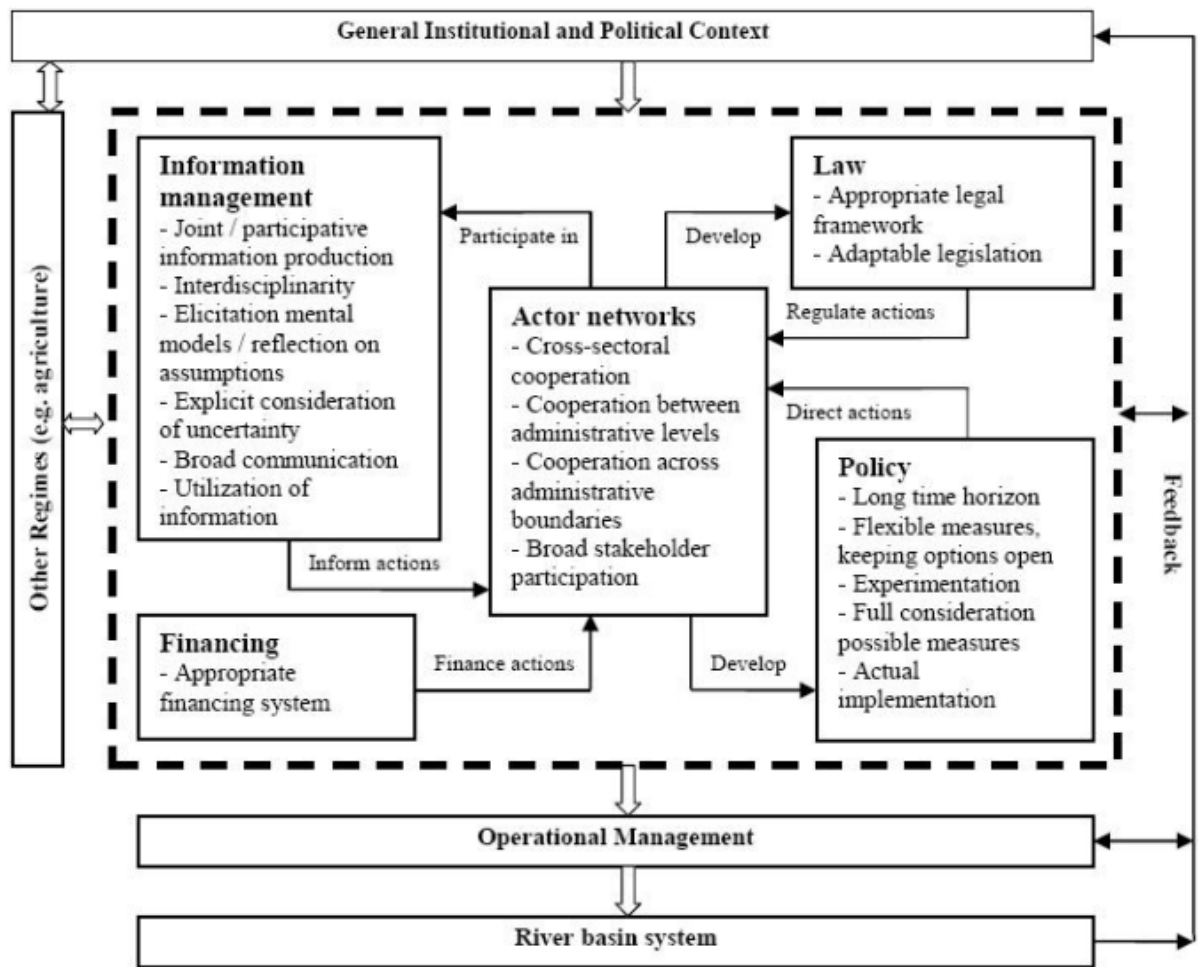 General Institutional and Political Context
Other Regimes (e.g. agriculture)
Information
management
- Joint / participative
information production
- Interdisciplinarity
- Elicitation mental
models / reflection on
assumptions
- Explicit consideration
of uncertainty
- Broad communication
- Utilization of
information
Participate in
Develop
Law
- Appropriate legal
framework
- Adaptable legislation
Regulate actions
Actor networks
- Cross-sectoral
cooperation
- Cooperation between
administrative levels
- Cooperation across
administrative
boundaries
- Broad stakeholder
participation
Direct actions
Policy
- Long time horizon
- Flexible measures,
keeping options open
- Experimentation
- Full consideration
possible measures
- Actual
implementation
Inform actions
Financing
- Appropriate
financing system
Finance actions
Develop
Feedback
Operational Management
River basin system